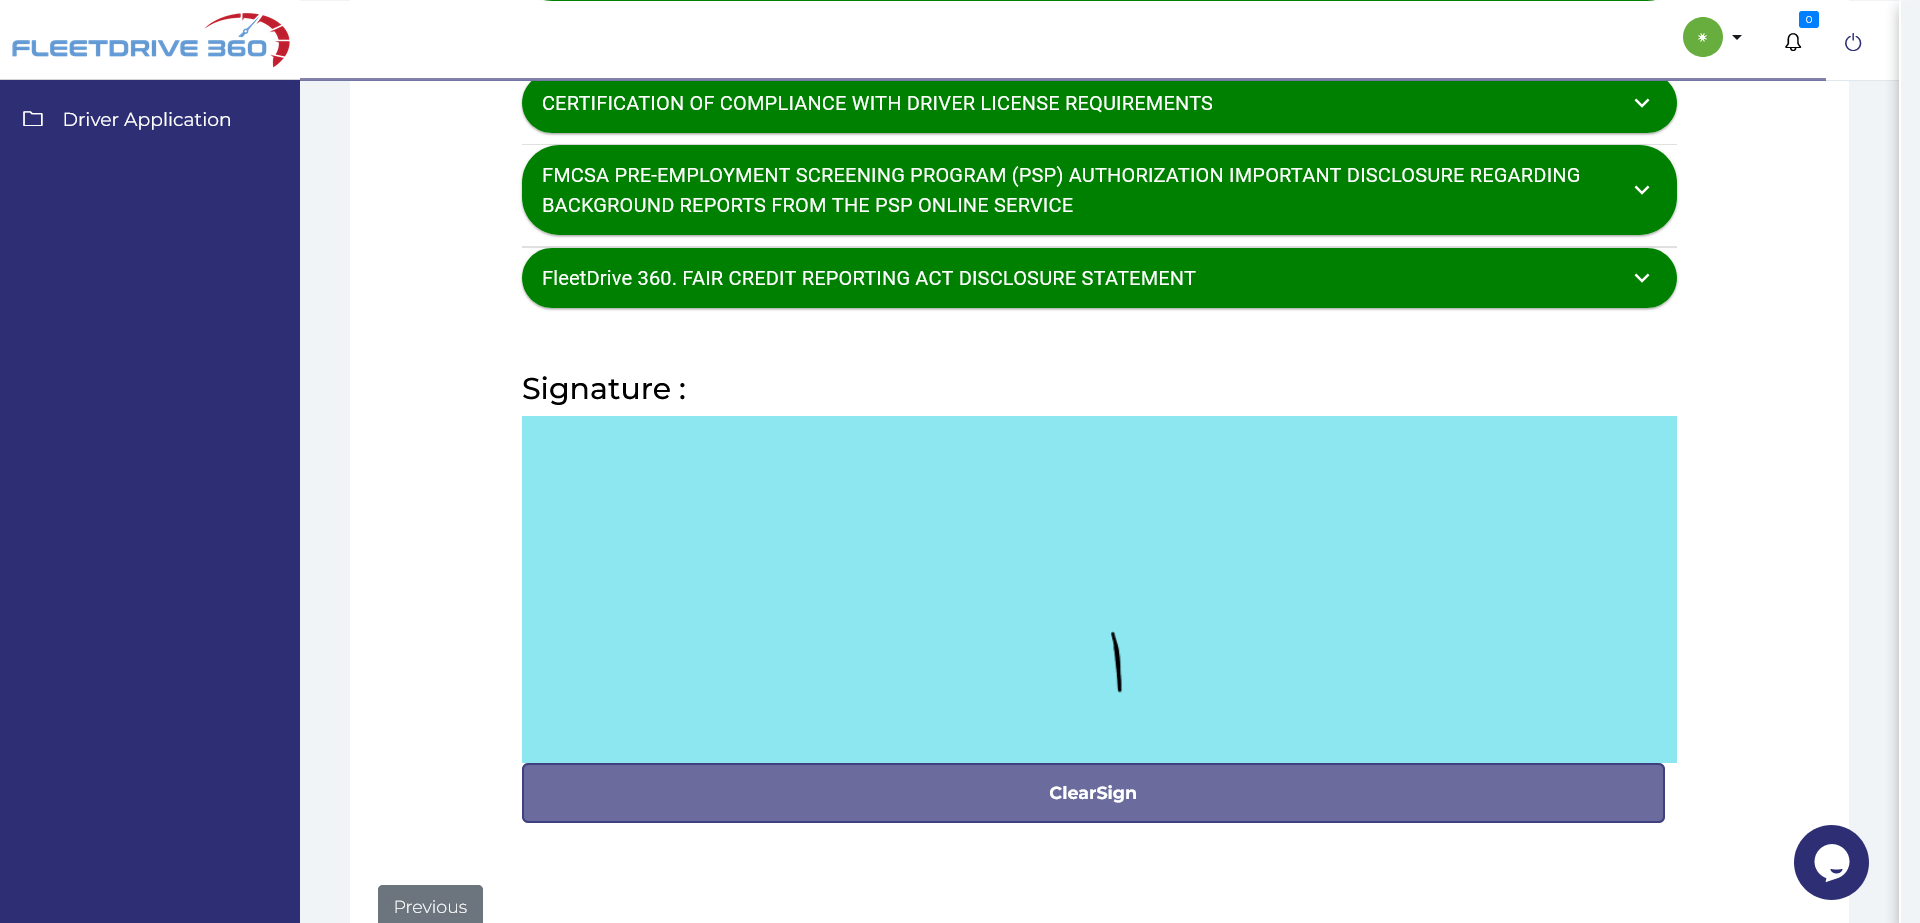 FLEETDRIVE 360
0
Driver Application
CERTIFICATION OF COMPLIANCE WITH DRIVER LICENSE REQUIREMENTS
FMCSA PRE-EMPLOYMENT SCREENING PROGRAM (PSP) AUTHORIZATION IMPORTANT DISCLOSURE REGARDING
BACKGROUND REPORTS FROM THE PSP ONLINE SERVICE
FleetDrive 360. FAIR CREDIT REPORTING ACT DISCLOSURE STATEMENT
Signature :
ClearSign
Previous